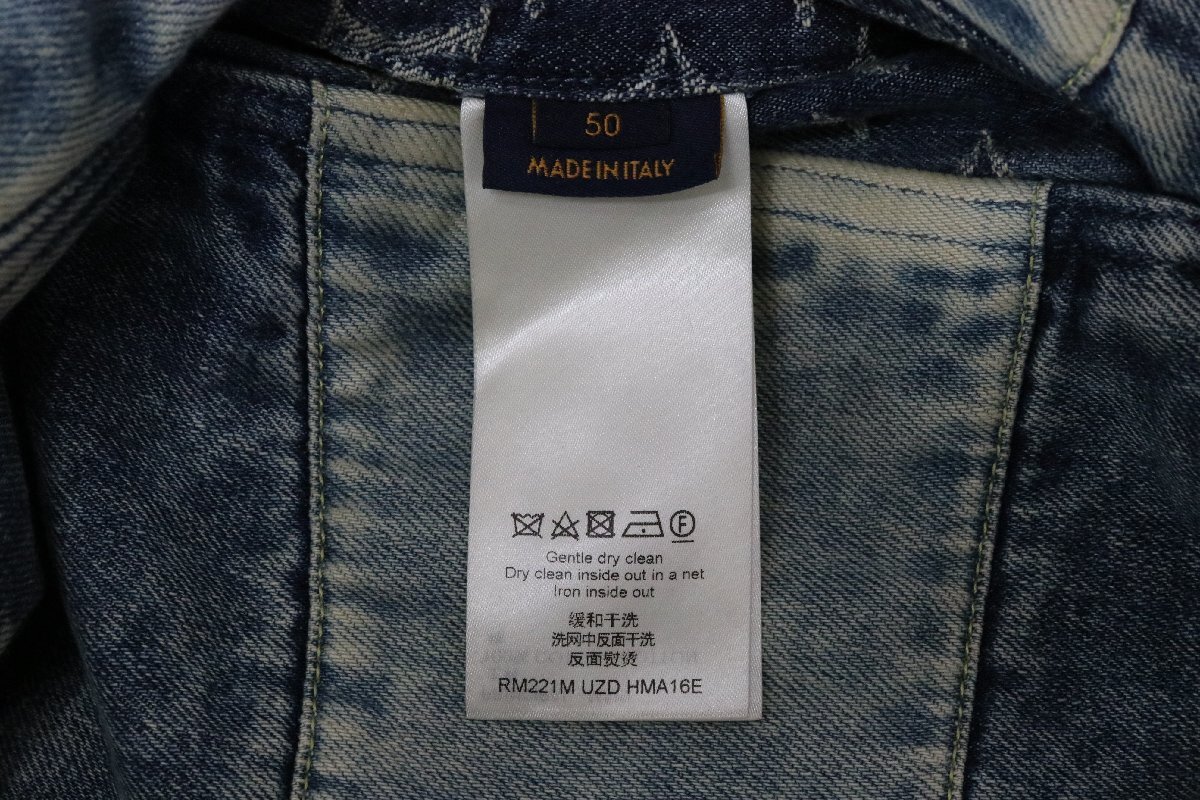 50
MADE IN ITALY
F
Gentle dry clean
Dry clean inside out in a net
Iron inside out
缓和干洗
洗网中反面干洗
反面熨烫
RM221M UZD HMA16E